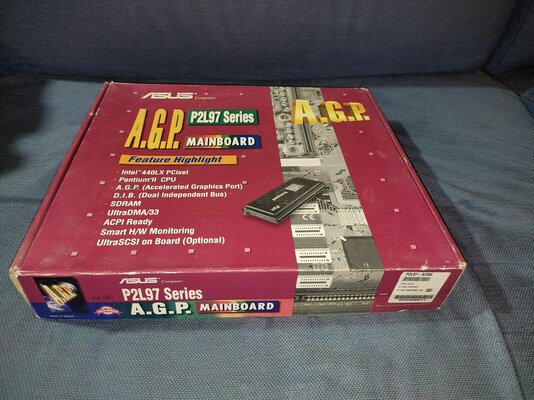 ASUS Computer
A.G.P. P2L97 Series
MAINBOARD
Feature Highlight
· Intel® 440LX PCIset
· Pentium® II CPU
· A.G.P. (Accelerated Graphics Port)
· D.I.B. (Dual Independent Bus)
· SDRAM
· UltraDMA/33
· ACPI Ready
· Smart H/W Monitoring
· UltraSCSI on Board (Optional)
A.G.P.
ASUS Computer
P2L97 Series
A.G.P. MAINBOARD
A.G.P.